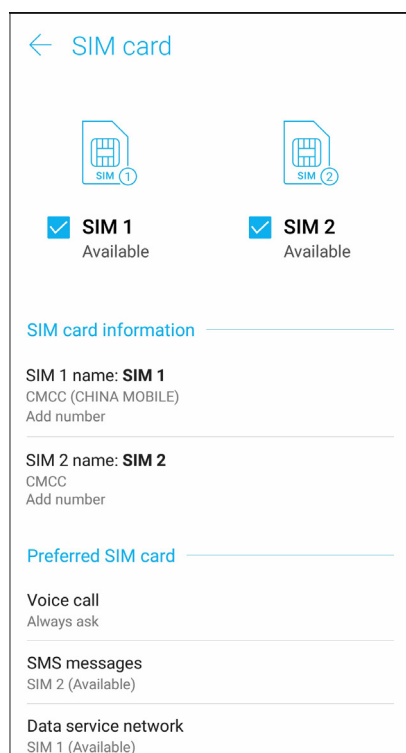 SIM card
SIM 1
SIM 2
SIM 1
SIM 2
Available
Available
SIM card information
SIM 1 name: SIM 1
CMCC (CHINA MOBILE)
Add number
SIM 2 name: SIM 2
CMCC
Add number
Preferred SIM card
Voice call
Always ask
SMS messages
SIM 2 (Available)
Data service network
SIM 1 (Available)